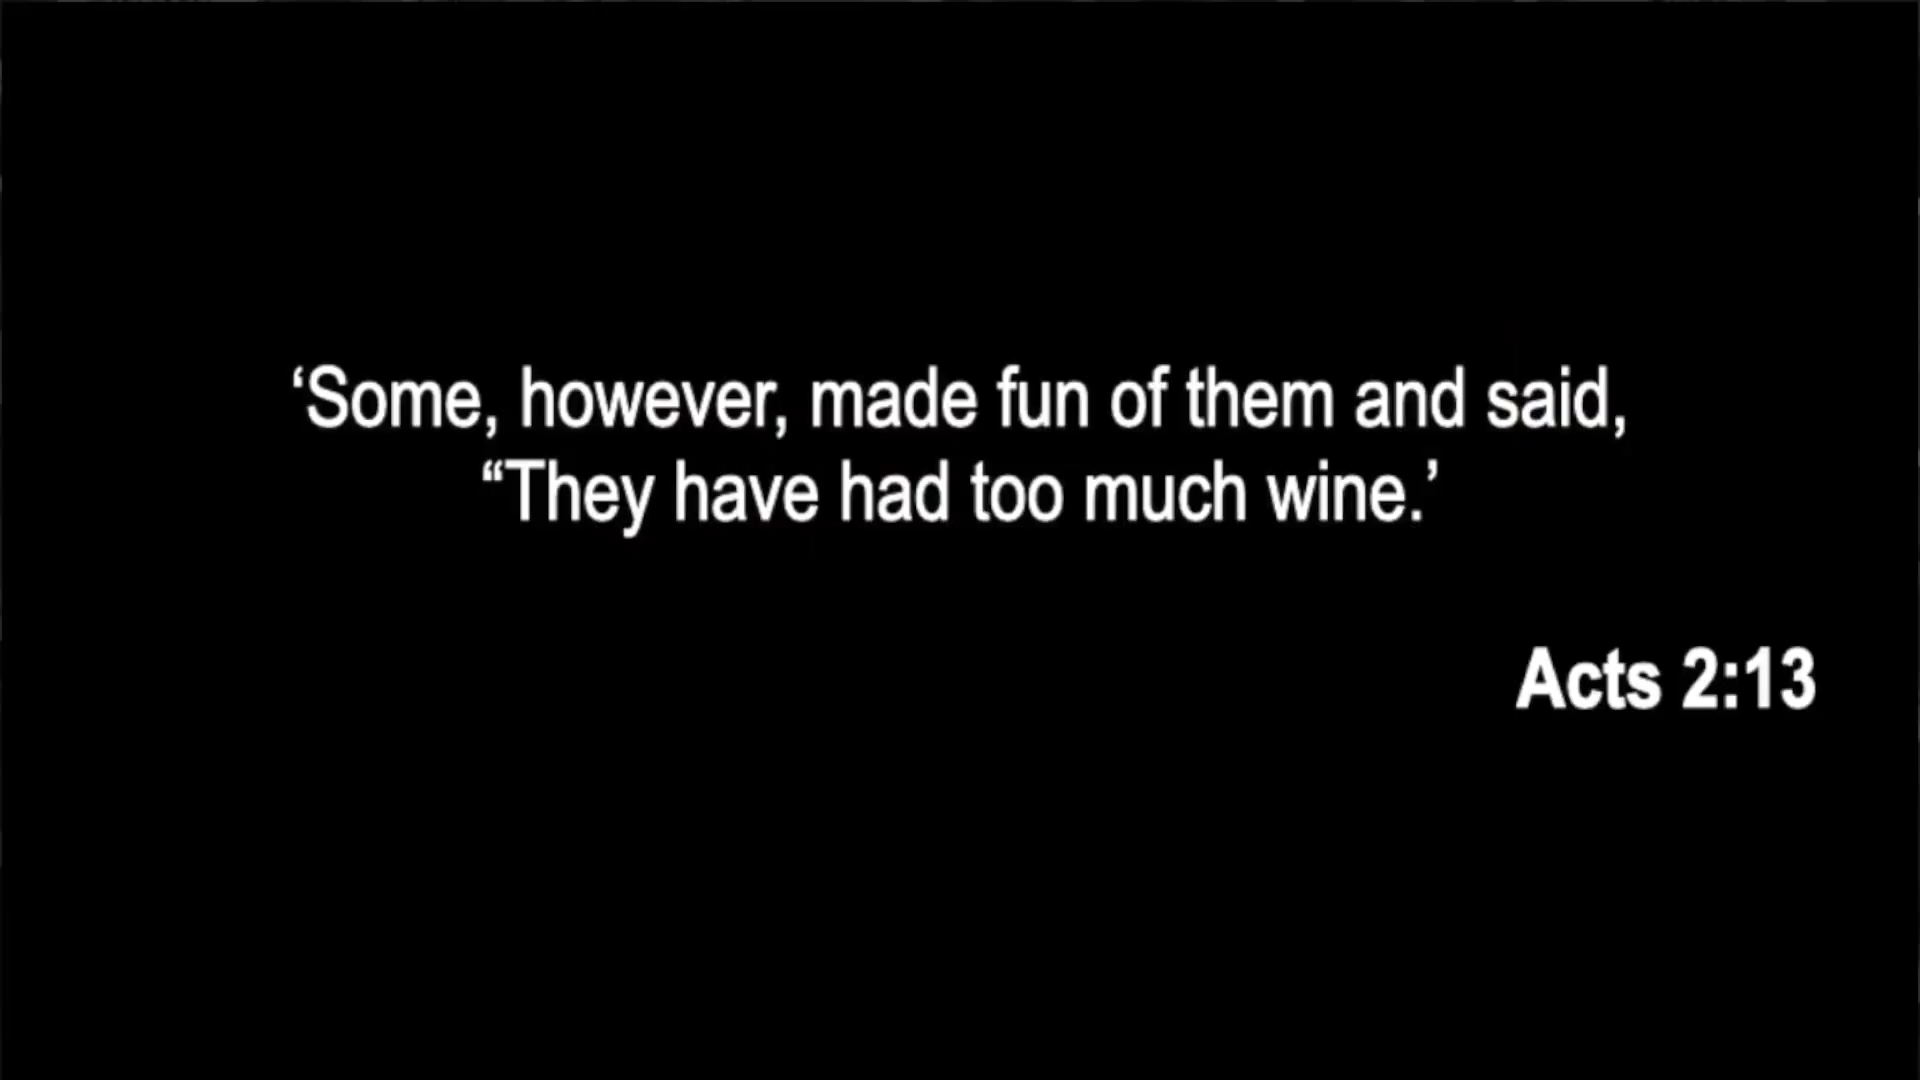 ‘Some, however, made fun of them and said,
“They have had too much wine.’
Acts 2:13